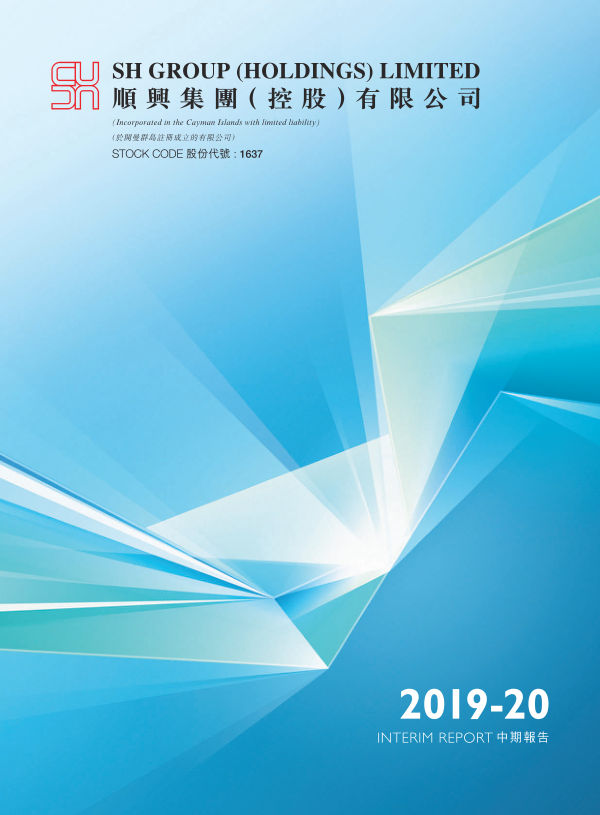 SH GROUP (HOLDINGS) LIMITED
順興集團(控股)有限公司
(Incorporated in the Cayman Islands with limited liability)
(於開曼群島註冊成立的有限公司)
STOCK CODE 股份代號 : 1637
2019-20
INTERIM REPORT 中期報告